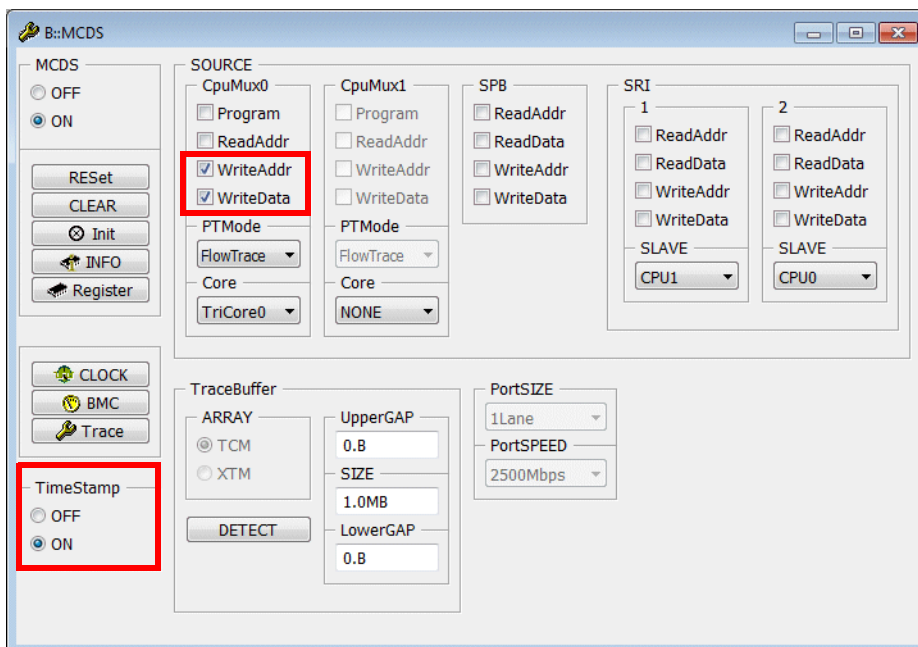 B::MCDS
MCDS
OFF
ON
RESet
CLEAR
Init
INFO
Register
CLOCK
BMC
Trace
TimeStamp
OFF
ON
SOURCE
CpuMux0
Program
ReadAddr
WriteAddr
WriteData
PTMode
FlowTrace
Core
TriCore0
CpuMux1
Program
ReadAddr
WriteAddr
WriteData
PTMode
FlowTrace
Core
NONE
SPB
ReadAddr
ReadData
WriteAddr
WriteData
SRI
1
ReadAddr
ReadData
WriteAddr
WriteData
SLAVE
CPU1
2
ReadAddr
ReadData
WriteAddr
WriteData
SLAVE
CPU0
TraceBuffer
ARRAY
TCM
XTM
DETECT
UpperGAP
0.B
SIZE
1.0MB
LowerGAP
0.B
PortSIZE
1Lane
PortSPEED
2500Mbps